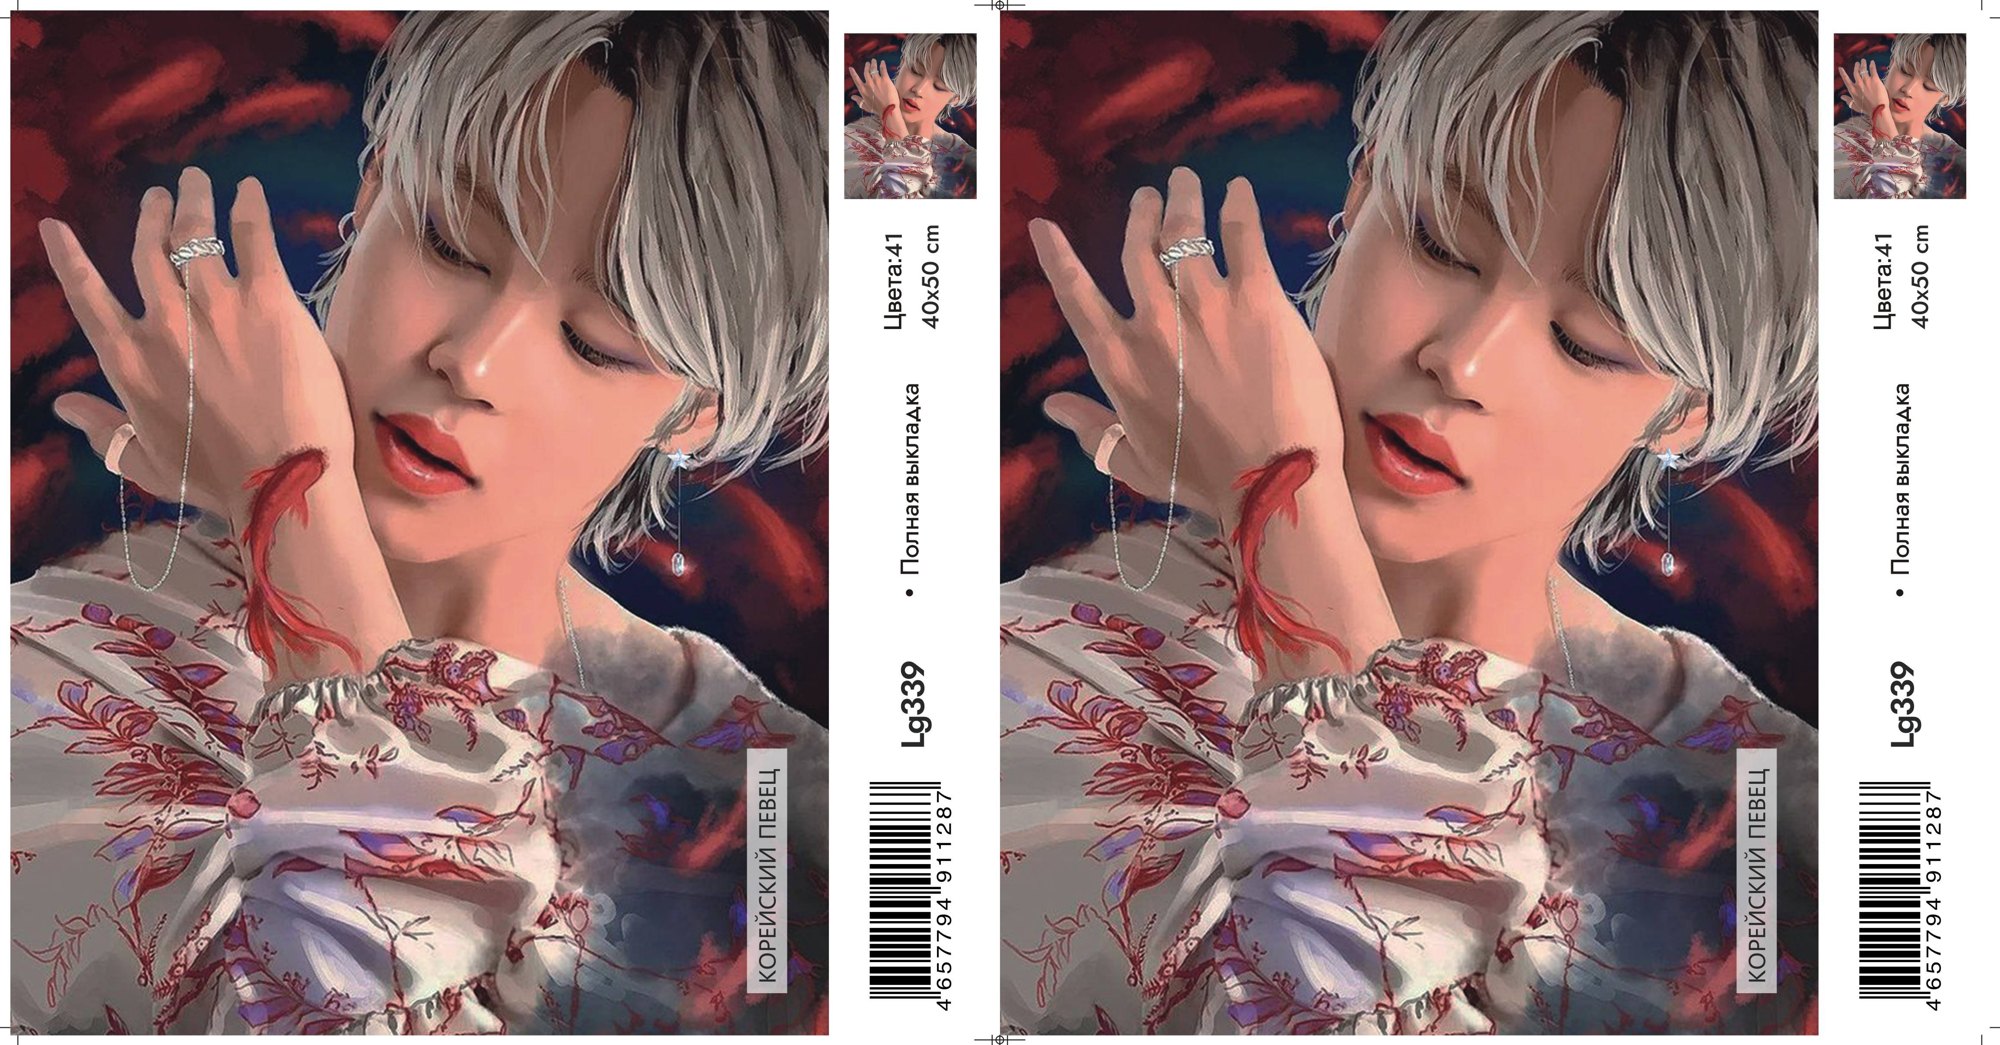 Цвета:41
40x50 cm
• Полная выкладка
Lg339
4 657794 911287
КОРЕЙСКИЙ ПЕВЕЦ
Цвета:41
40x50 cm
• Полная выкладка
Lg339
4 657794 911287
КОРЕЙСКИЙ ПЕВЕЦ